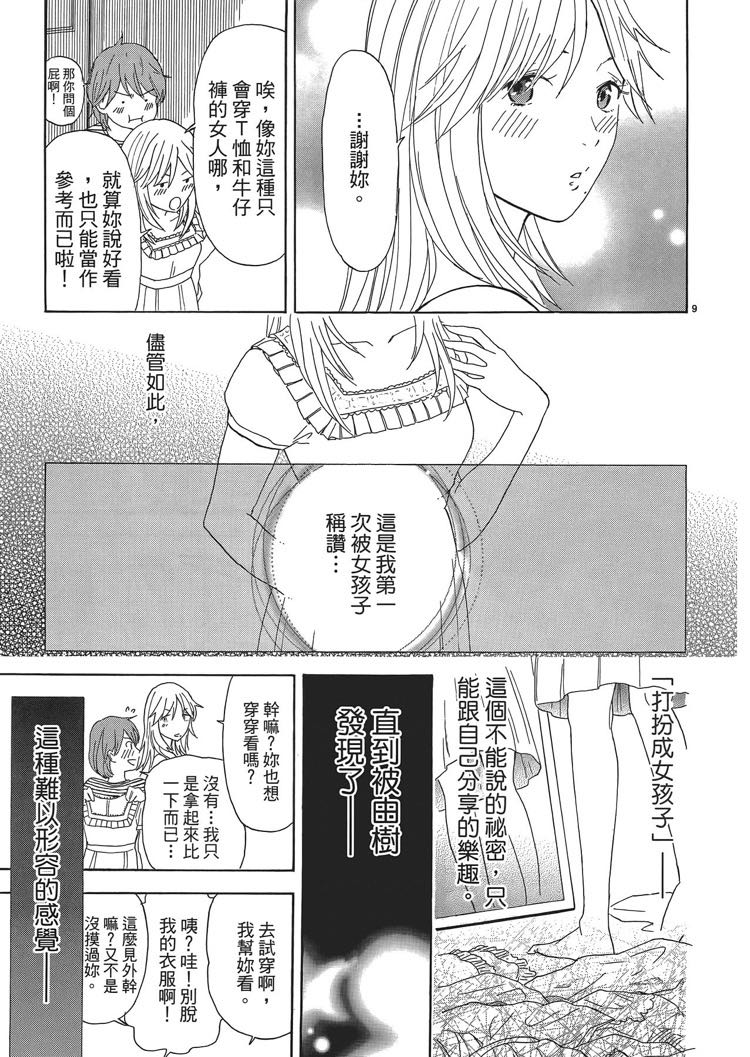 …謝謝妳。
唉，像妳這種只
會穿T恤和牛仔
褲的女人哪，
就算妳說好看
，也只能當作
參考而已啦！
那你問個
屁啊！
9
儘管如此，
這是我第一
次被女孩子
稱讚…
「打扮成女孩子」——
這個不能說的祕密，只
能跟自己分享的樂趣。
直到被由樹
發現了——
幹嘛？妳也想
穿穿看嗎？
沒有…我只
是拿起來比
一下而已…
去試穿啊，
我幫妳看。
咦？哇！別脫
我的衣服啊！
這麼見外幹
嘛？又不是
沒摸過妳。
這種難以形容的感覺——